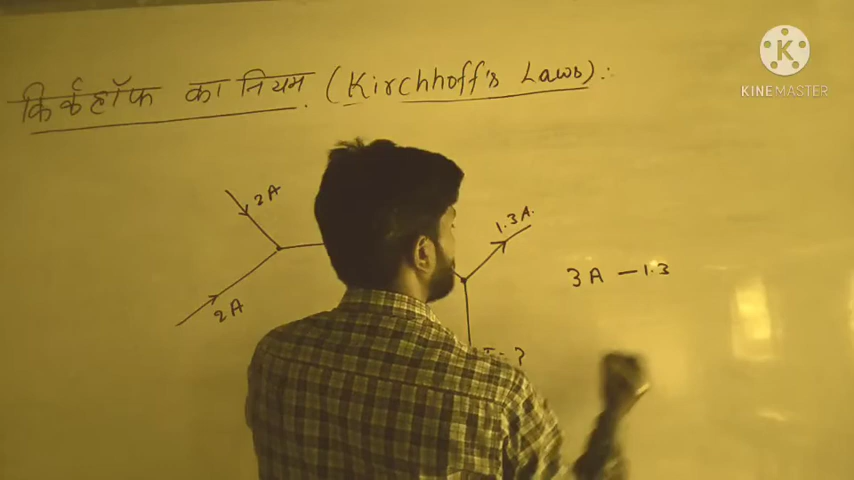 किर्कहॉफ का नियम (Kirchhoff's Laws):
K
KINEMASTER
2A
1.3A.
3A - 1.3
2A
I = ?